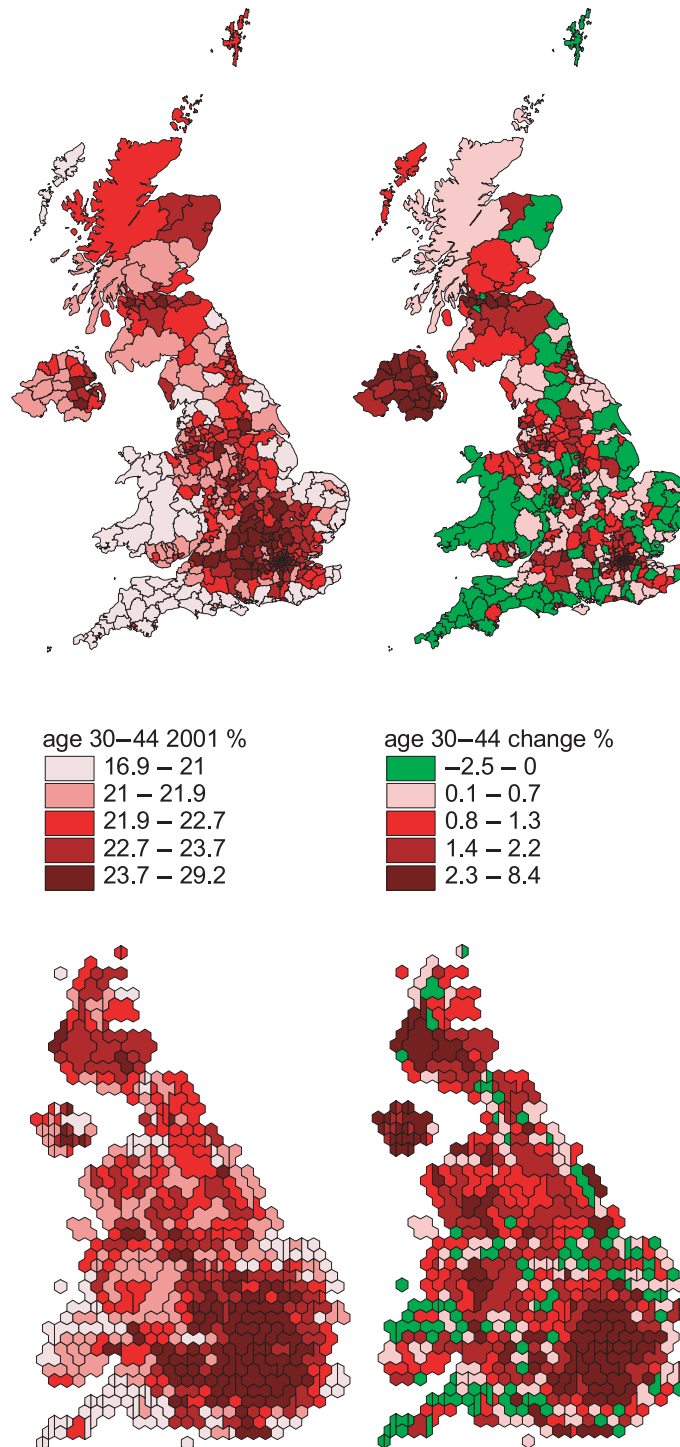 age 30–44 2001 %
16.9 – 21
21 – 21.9
21.9 – 22.7
22.7 – 23.7
23.7 – 29.2
age 30–44 change %
–2.5 – 0
0.1 – 0.7
0.8 – 1.3
1.4 – 2.2
2.3 – 8.4